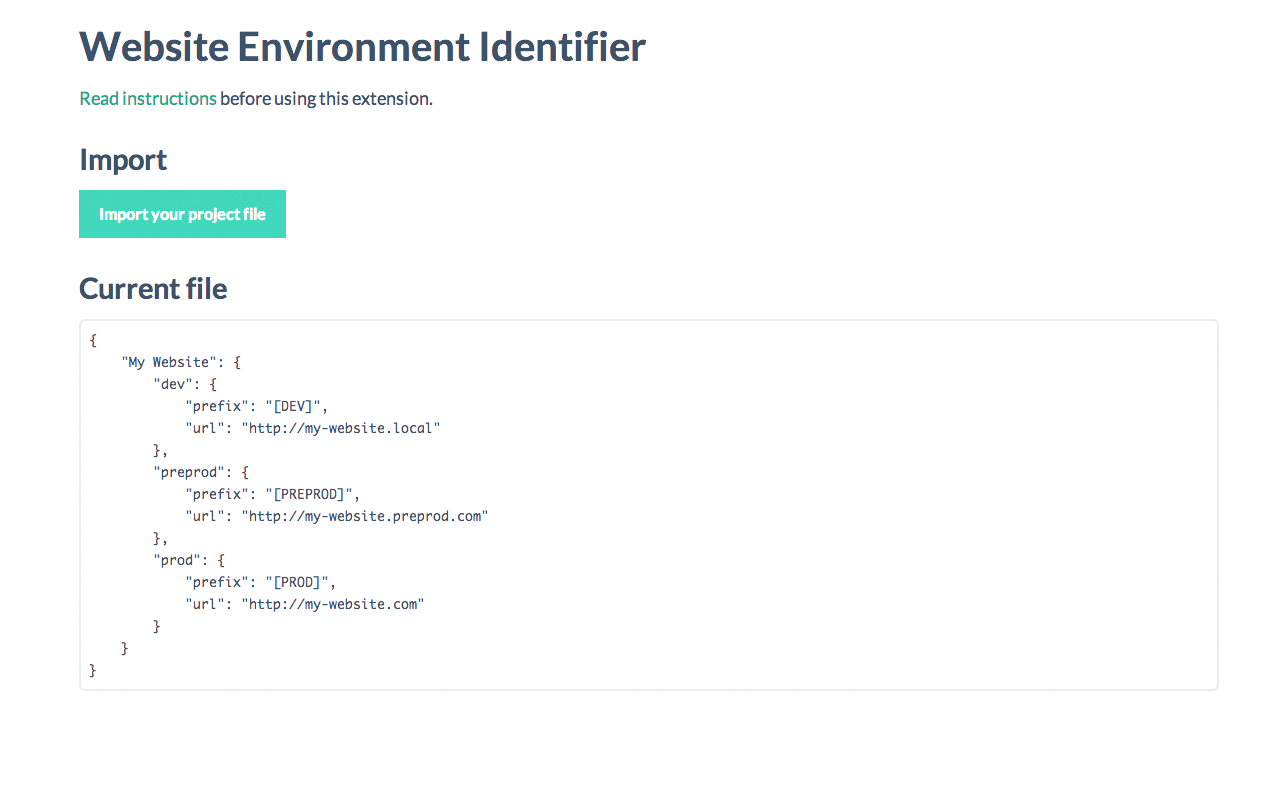 Website Environment Identifier
Read instructions before using this extension.
Import
Import your project file
Current file
{
    "My Website": {
        "dev": {
            "prefix": "[DEV]",
            "url": "http://my-website.local"
        },
        "preprod": {
            "prefix": "[PREPROD]",
            "url": "http://my-website.preprod.com"
        },
        "prod": {
            "prefix": "[PROD]",
            "url": "http://my-website.com"
        }
    }
}